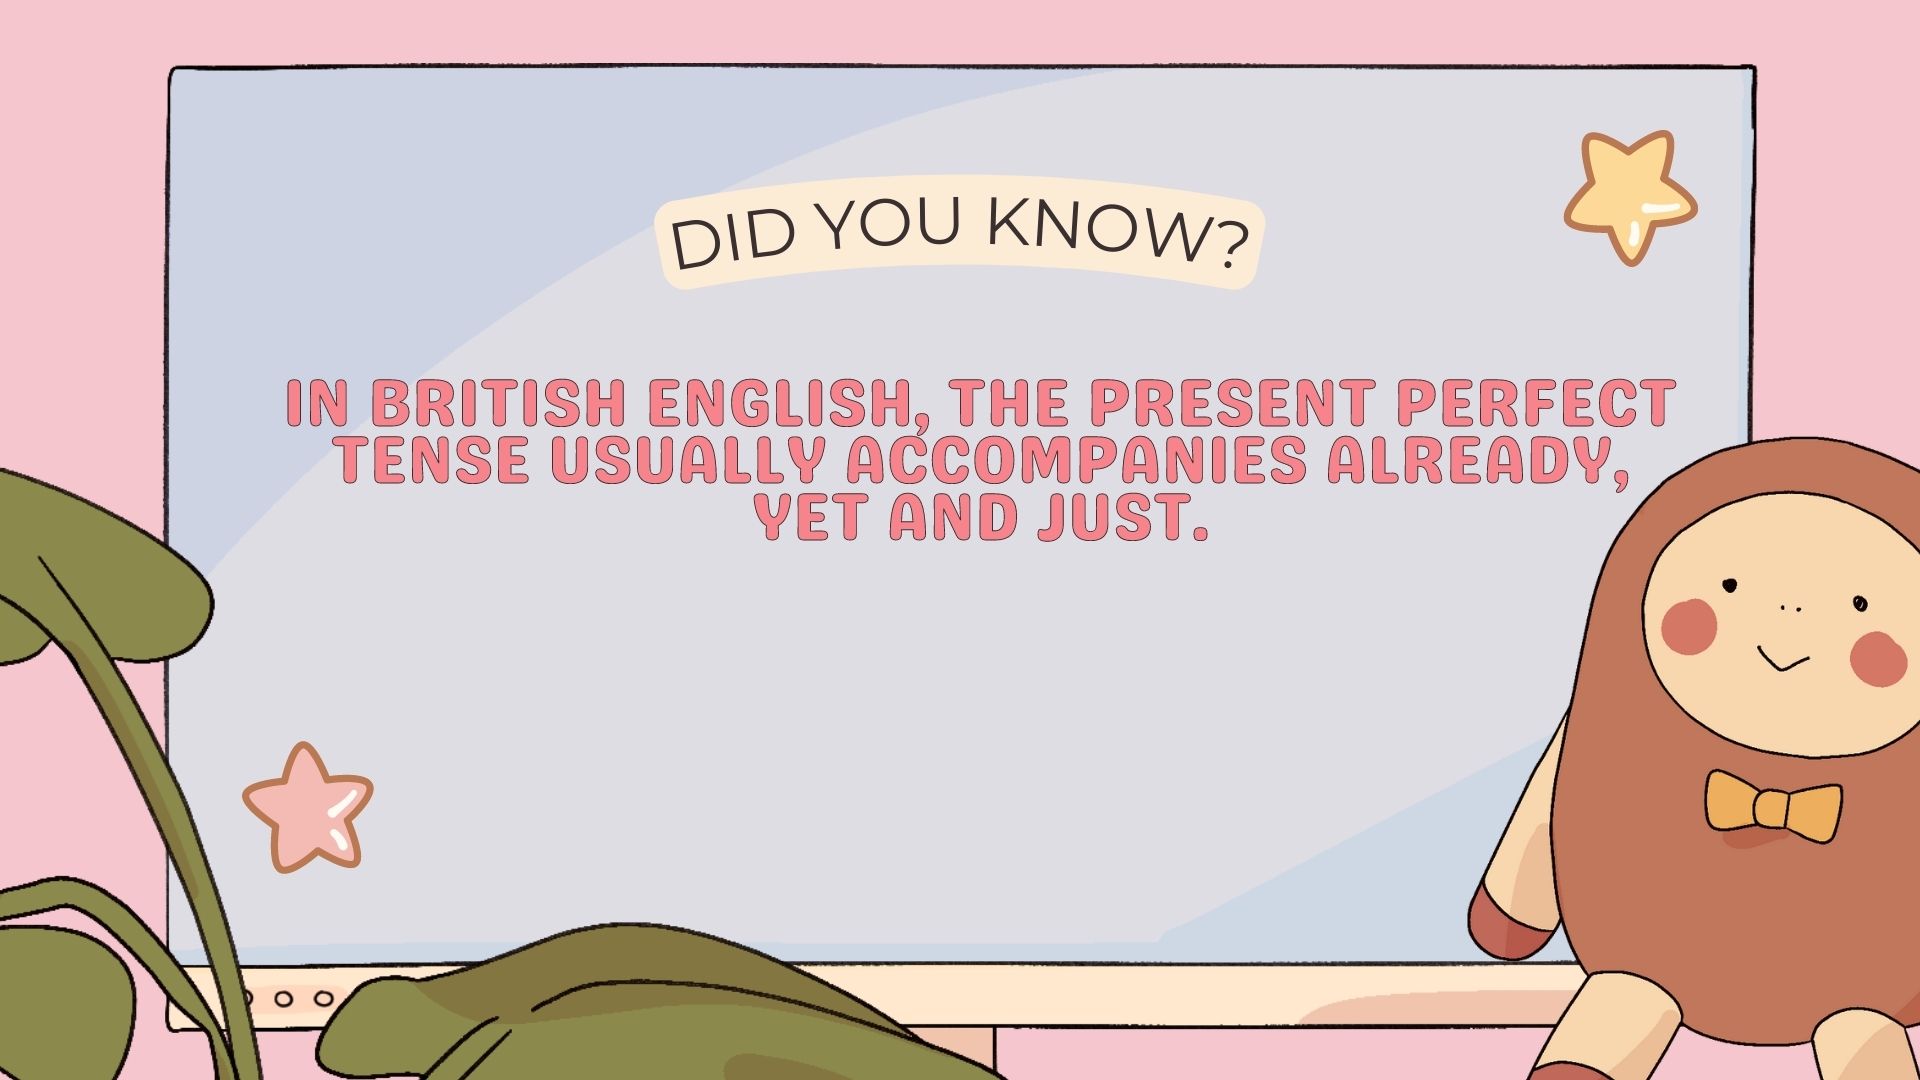 DID YOU KNOW?
IN BRITISH ENGLISH, THE PRESENT PERFECT
TENSE USUALLY ACCOMPANIES ALREADY,
YET AND JUST.